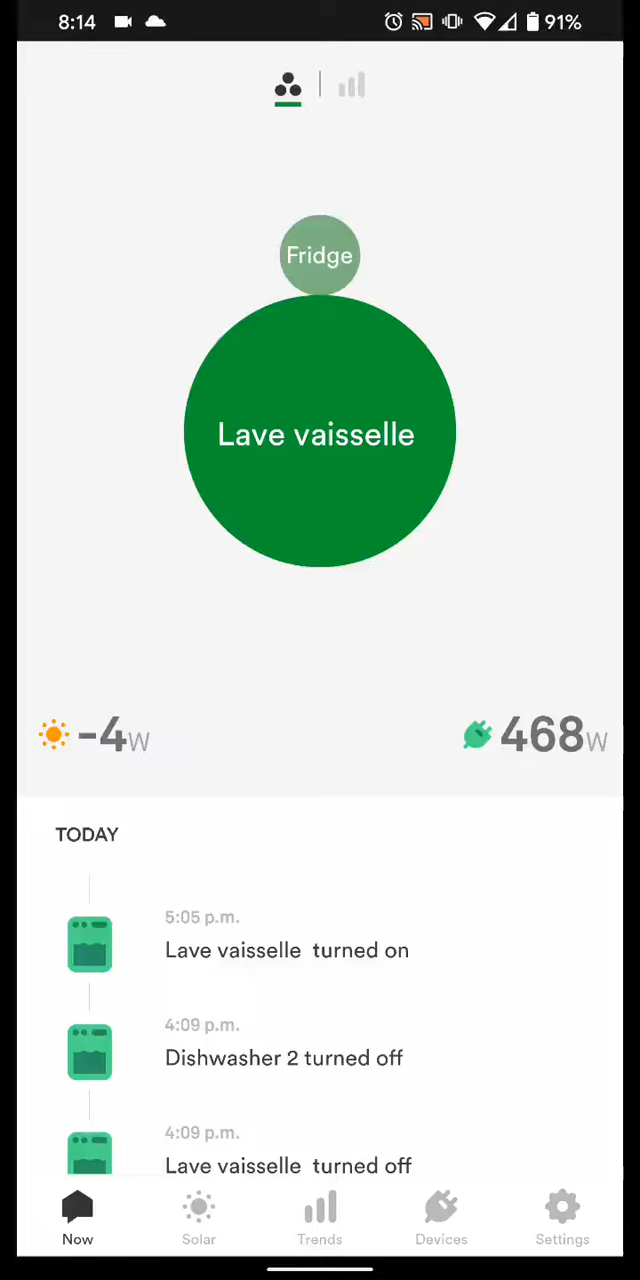 8:14 91%
Fridge
Lave vaisselle
-4W 468W
TODAY
5:05 p.m.
Lave vaisselle turned on
4:09 p.m.
Dishwasher 2 turned off
4:09 p.m.
Lave vaisselle turned off
Now Solar Trends Devices Settings